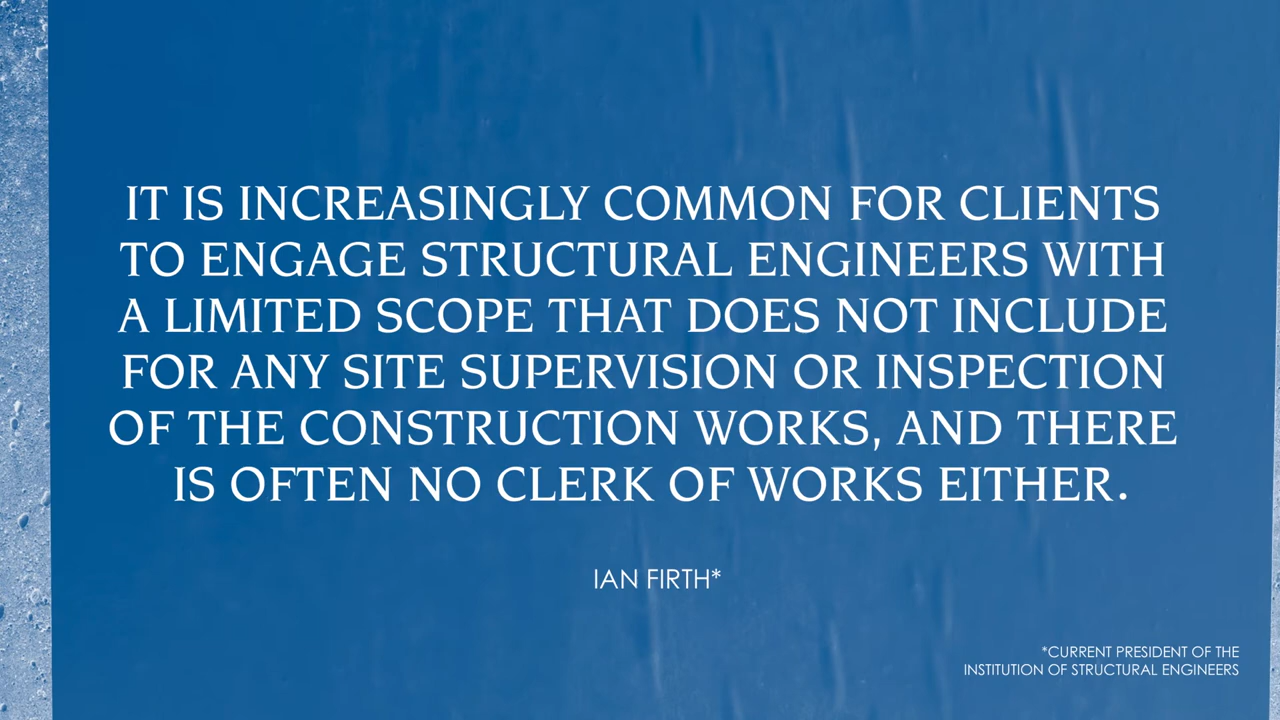 IT IS INCREASINGLY COMMON FOR CLIENTS
TO ENGAGE STRUCTURAL ENGINEERS WITH
A LIMITED SCOPE THAT DOES NOT INCLUDE
FOR ANY SITE SUPERVISION OR INSPECTION
OF THE CONSTRUCTION WORKS, AND THERE
IS OFTEN NO CLERK OF WORKS EITHER.
IAN FIRTH*
*CURRENT PRESIDENT OF THE
INSTITUTION OF STRUCTURAL ENGINEERS